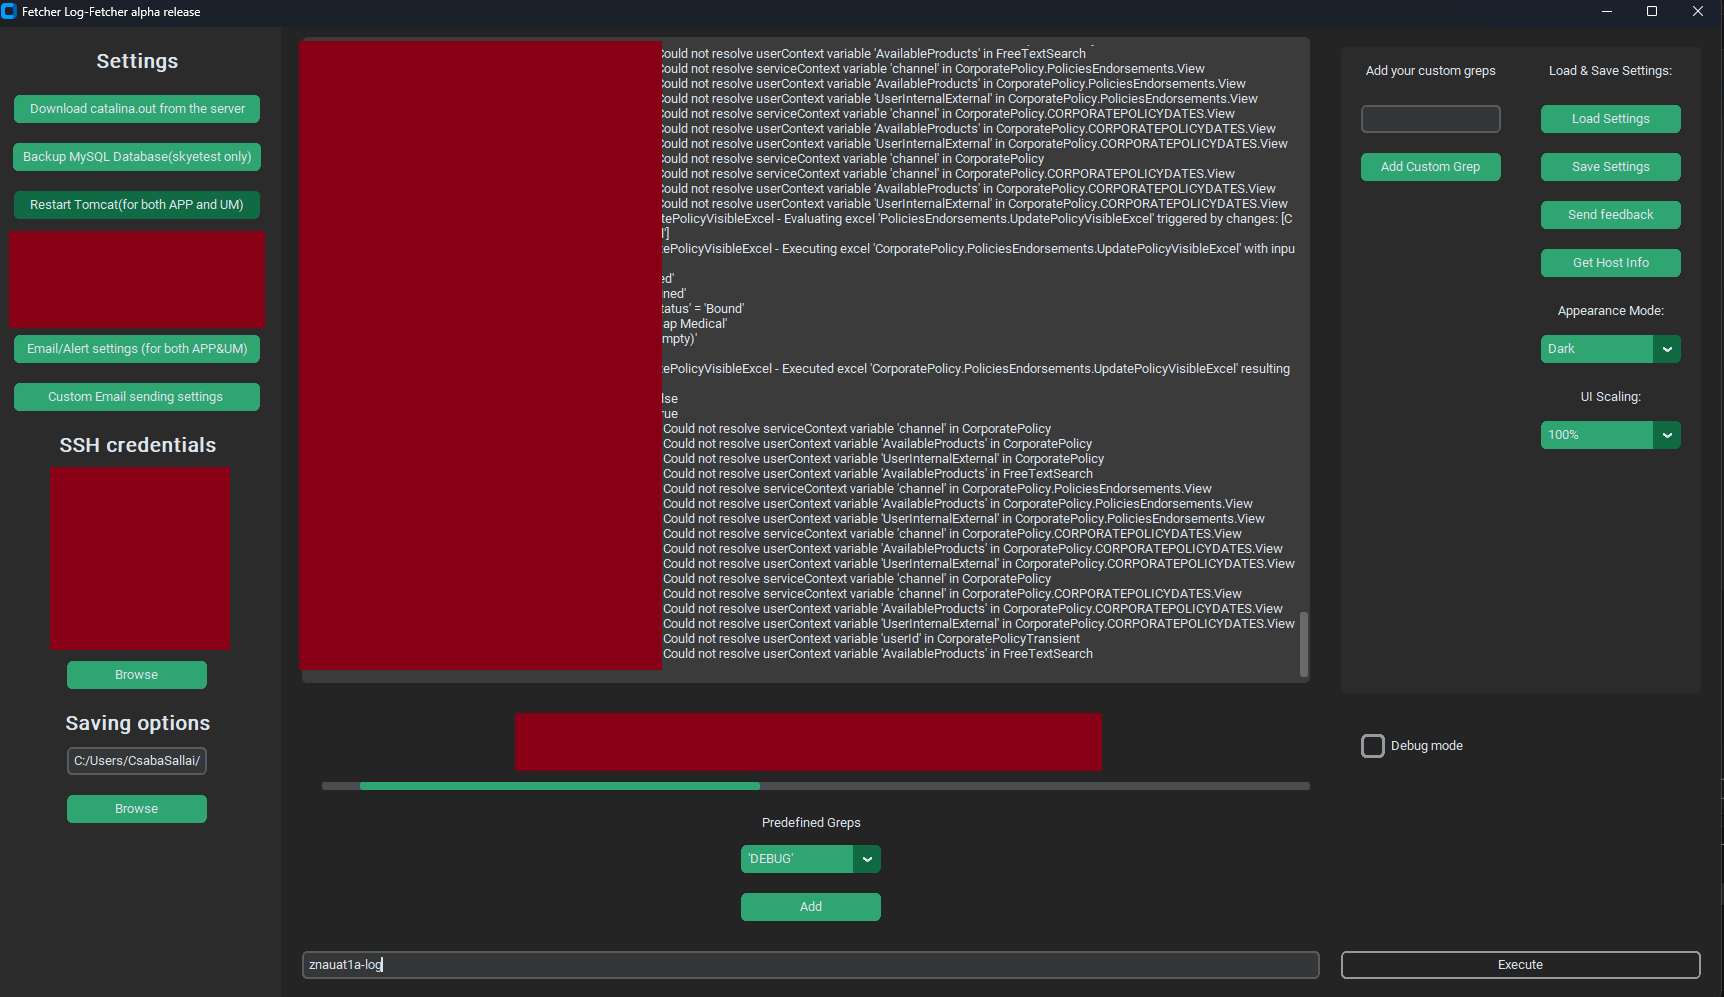 Fetcher Log-Fetcher alpha release
Settings
Download catalina.out from the server
Backup MySQL Database(skyetest only)
Restart Tomcat(for both APP and UM)
Email/Alert settings (for both APP&UM)
Custom Email sending settings
SSH credentials
Browse
Saving options
C:/Users/CsabaSallai/
Browse
Could not resolve userContext variable 'AvailableProducts' in FreeTextSearch
Could not resolve serviceContext variable 'channel' in CorporatePolicy.PoliciesEndorsements.View
Could not resolve userContext variable 'AvailableProducts' in CorporatePolicy.PoliciesEndorsements.View
Could not resolve userContext variable 'UserInternalExternal' in CorporatePolicy.PoliciesEndorsements.View
Could not resolve serviceContext variable 'channel' in CorporatePolicy.CORPORATEPOLICYDATES.View
Could not resolve userContext variable 'AvailableProducts' in CorporatePolicy.CORPORATEPOLICYDATES.View
Could not resolve userContext variable 'UserInternalExternal' in CorporatePolicy.CORPORATEPOLICYDATES.View
Could not resolve serviceContext variable 'channel' in CorporatePolicy
Could not resolve serviceContext variable 'channel' in CorporatePolicy.CORPORATEPOLICYDATES.View
Could not resolve userContext variable 'AvailableProducts' in CorporatePolicy.CORPORATEPOLICYDATES.View
Could not resolve userContext variable 'UserInternalExternal' in CorporatePolicy.CORPORATEPOLICYDATES.View
tePolicyVisibleExcel - Evaluating excel 'PoliciesEndorsements.UpdatePolicyVisibleExcel' triggered by changes: [C
l']
tePolicyVisibleExcel - Executing excel 'CorporatePolicy.PoliciesEndorsements.UpdatePolicyVisibleExcel' with inpu
ed'
ined'
tatus' = 'Bound'
ap Medical'
mpty)'
tePolicyVisibleExcel - Executed excel 'CorporatePolicy.PoliciesEndorsements.UpdatePolicyVisibleExcel' resulting
lse
rue
Could not resolve serviceContext variable 'channel' in CorporatePolicy
Could not resolve userContext variable 'AvailableProducts' in CorporatePolicy
Could not resolve userContext variable 'UserInternalExternal' in CorporatePolicy
Could not resolve userContext variable 'AvailableProducts' in FreeTextSearch
Could not resolve serviceContext variable 'channel' in CorporatePolicy.PoliciesEndorsements.View
Could not resolve userContext variable 'AvailableProducts' in CorporatePolicy.PoliciesEndorsements.View
Could not resolve userContext variable 'UserInternalExternal' in CorporatePolicy.PoliciesEndorsements.View
Could not resolve serviceContext variable 'channel' in CorporatePolicy.CORPORATEPOLICYDATES.View
Could not resolve userContext variable 'AvailableProducts' in CorporatePolicy.CORPORATEPOLICYDATES.View
Could not resolve userContext variable 'UserInternalExternal' in CorporatePolicy.CORPORATEPOLICYDATES.View
Could not resolve serviceContext variable 'channel' in CorporatePolicy
Could not resolve serviceContext variable 'channel' in CorporatePolicy.CORPORATEPOLICYDATES.View
Could not resolve userContext variable 'AvailableProducts' in CorporatePolicy.CORPORATEPOLICYDATES.View
Could not resolve userContext variable 'UserInternalExternal' in CorporatePolicy.CORPORATEPOLICYDATES.View
Could not resolve userContext variable 'userId' in CorporatePolicyTransient
Could not resolve userContext variable 'AvailableProducts' in FreeTextSearch
Predefined Greps
'DEBUG'
Add
znauat1a-log
Add your custom greps
Add Custom Grep
Load & Save Settings:
Load Settings
Save Settings
Send feedback
Get Host Info
Appearance Mode:
Dark
UI Scaling:
100%
Debug mode
Execute